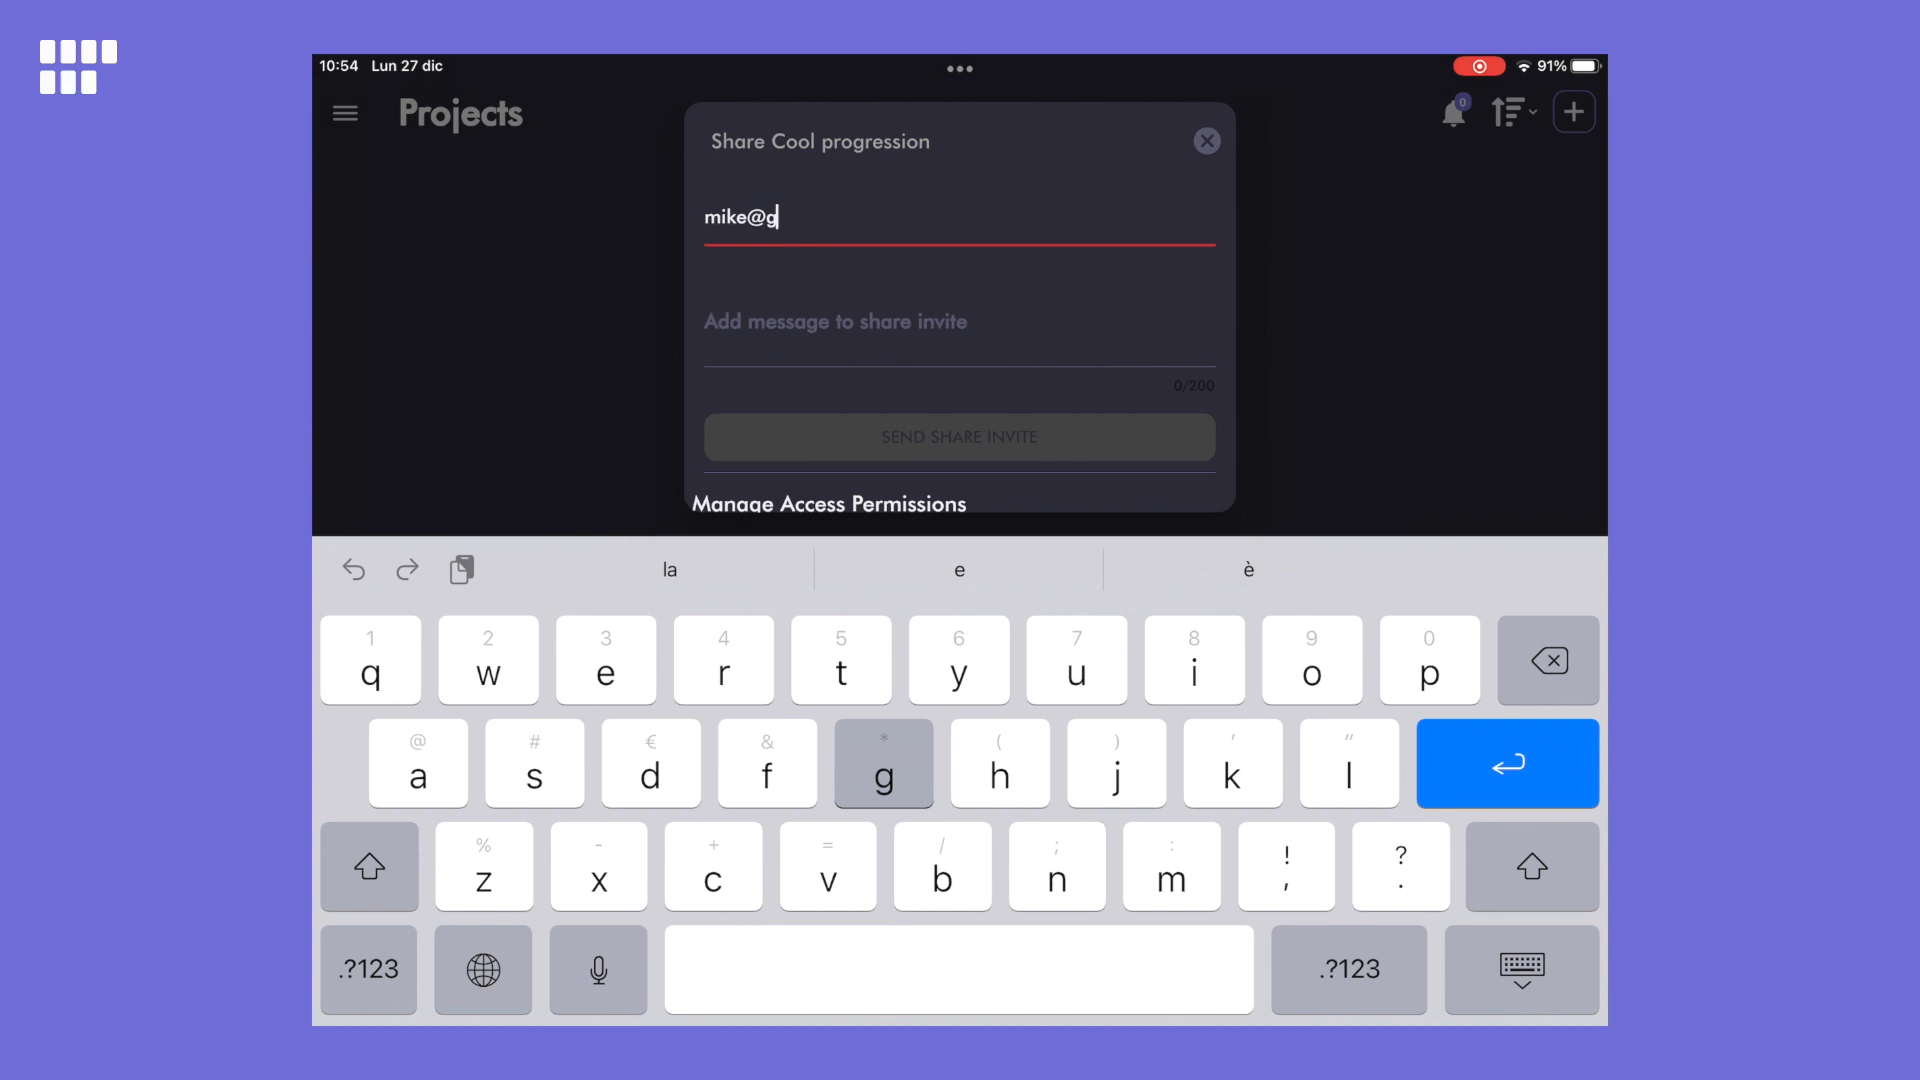 10:54 Lun 27 dic
91%
Projects
0
Share Cool progression
mike@g
Add message to share invite
0/200
SEND SHARE INVITE
Manage Access Permissions
la e è
1 2 3 4 5 6 7 8 9 0
q w e r t y u i o p
@ # € & * ( ) ' "
a s d f g h j k l
% - + = / ; : ! ?
z x c v b n m , .
.?123 .?123